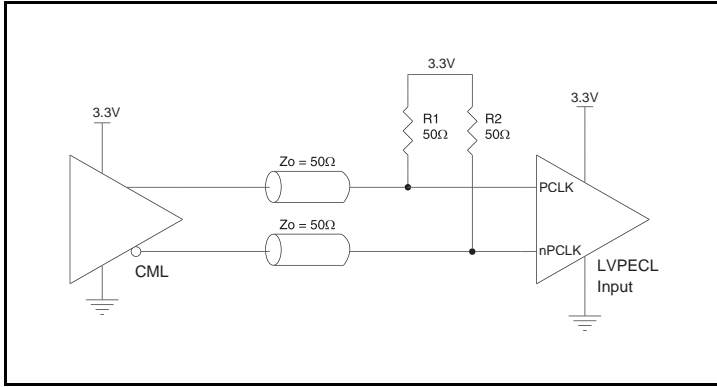 3.3V
3.3V
3.3V
R1
50Ω
R2
50Ω
Zo = 50Ω
PCLK
Zo = 50Ω
nPCLK
CML
LVPECL
Input